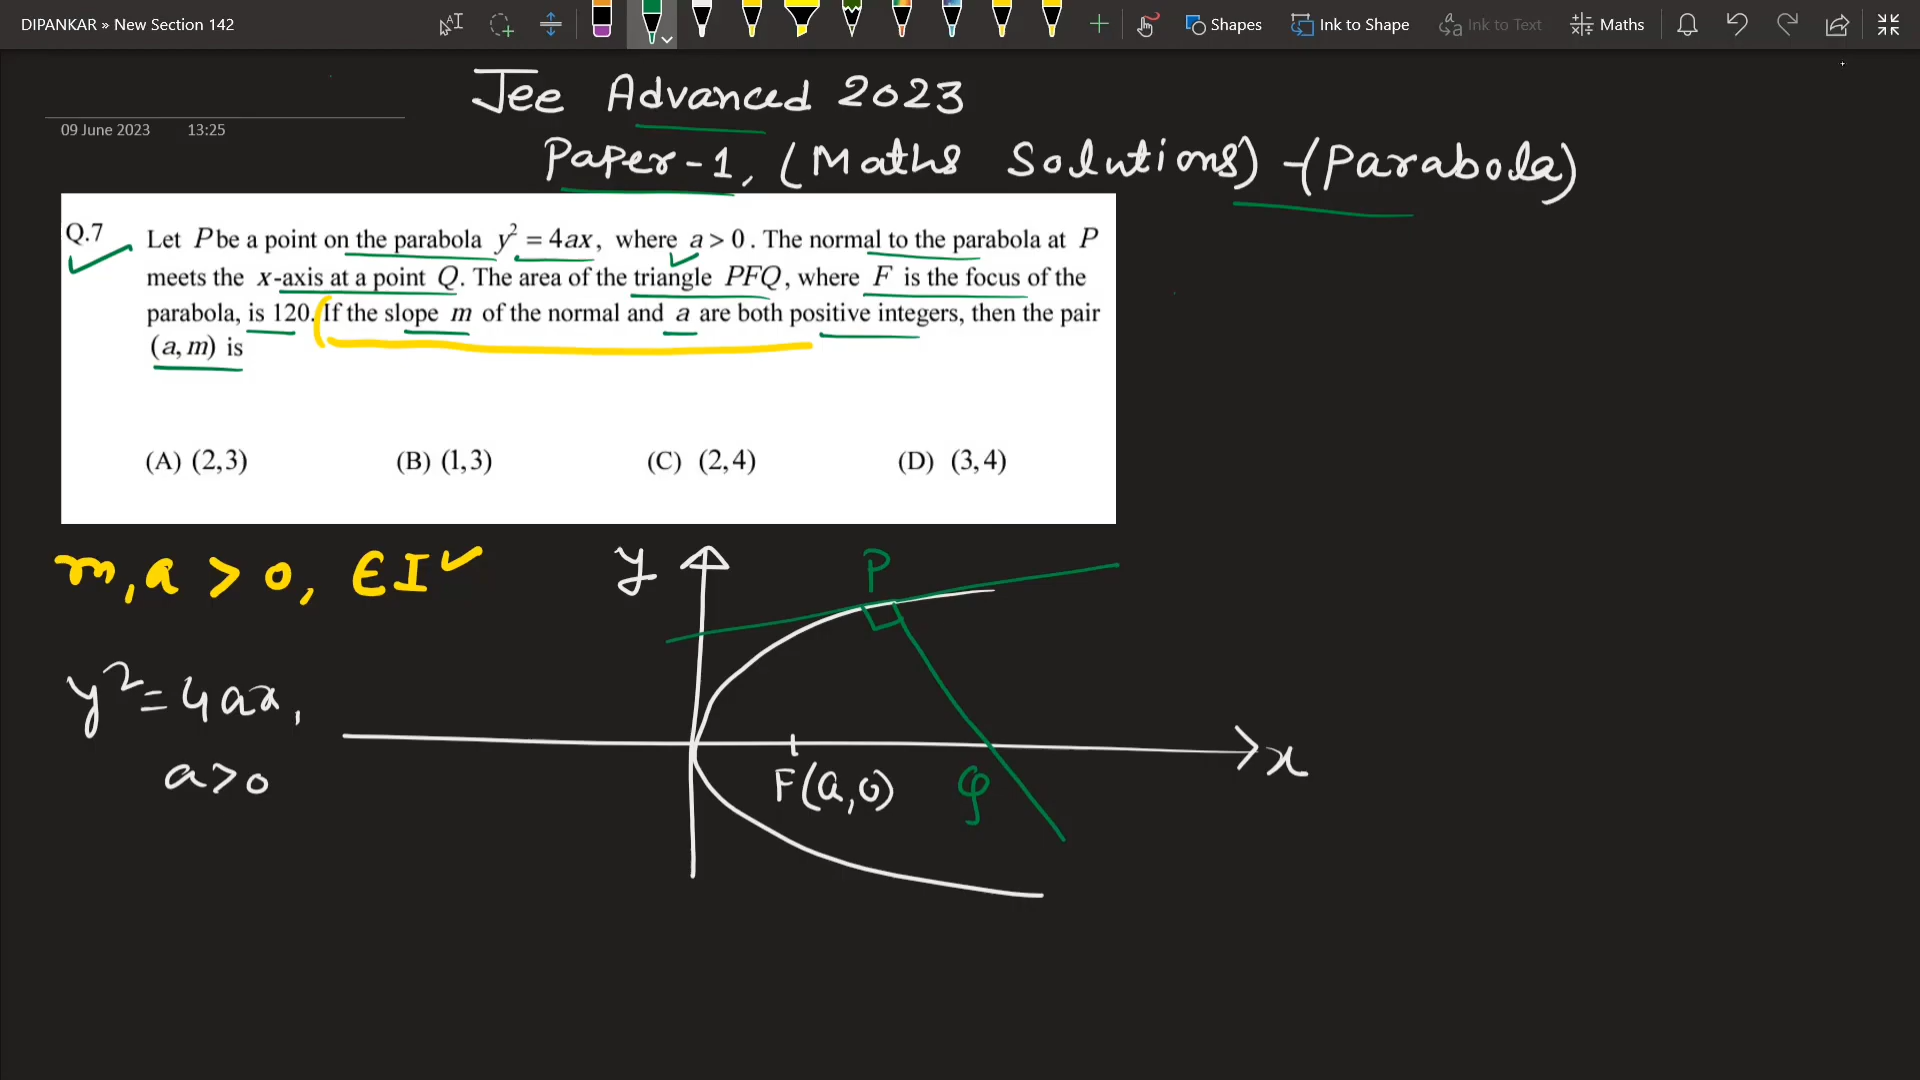 DIPANKAR » New Section 142
Shapes
Ink to Shape
Ink to Text
Maths
Jee Advanced 2023
09 June 2023 13:25
Paper-1, (Maths Solutions) -(Parabola)
Q.7 Let P be a point on the parabola y² = 4ax, where a > 0. The normal to the parabola at P
meets the x-axis at a point Q. The area of the triangle PFQ, where F is the focus of the
parabola, is 120. If the slope m of the normal and a are both positive integers, then the pair
(a, m) is
(A) (2,3) (B) (1,3) (C) (2,4) (D) (3,4)
m, a > 0, ∈ I
y P
y² = 4ax,
a>0
F(a,0) Q x